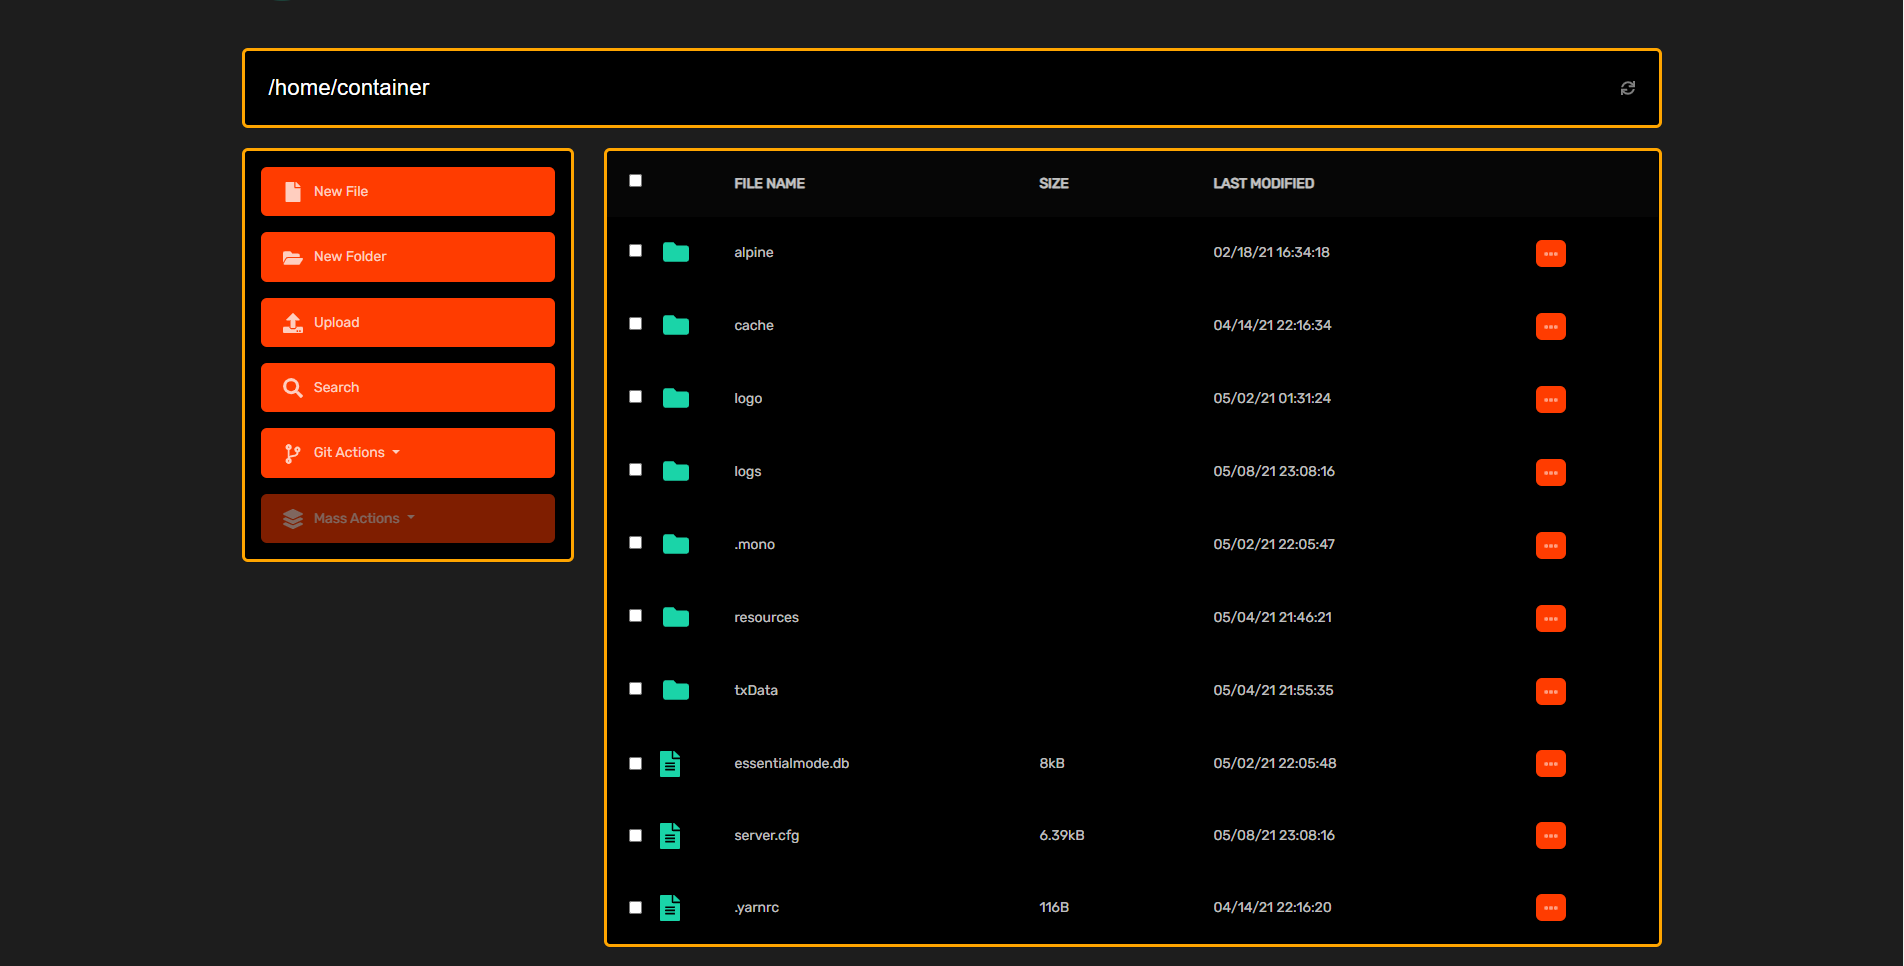 /home/container
New File
New Folder
Upload
Search
Git Actions
Mass Actions
FILE NAME SIZE LAST MODIFIED
alpine 02/18/21 16:34:18
cache 04/14/21 22:16:34
logo 05/02/21 01:31:24
logs 05/08/21 23:08:16
.mono 05/02/21 22:05:47
resources 05/04/21 21:46:21
txData 05/04/21 21:55:35
essentialmode.db 8kB 05/02/21 22:05:48
server.cfg 6.39kB 05/08/21 23:08:16
.yarnrc 116B 04/14/21 22:16:20